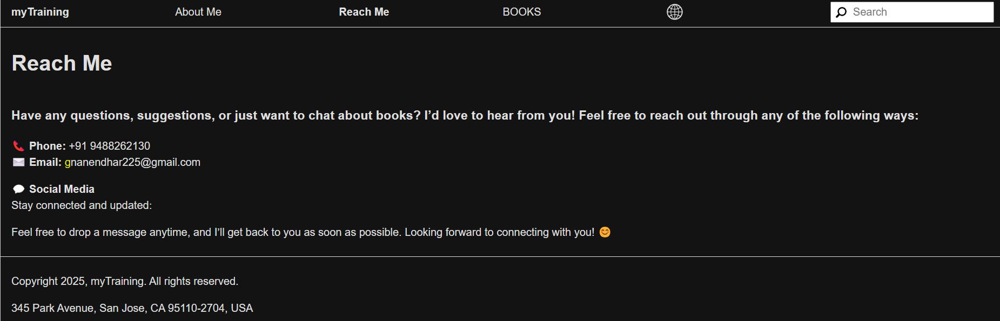 myTraining About Me Reach Me BOOKS Search
Reach Me
Have any questions, suggestions, or just want to chat about books? I’d love to hear from you! Feel free to reach out through any of the following ways:
📞 Phone: +91 9488262130
✉️ Email: gnanendhar225@gmail.com
💬 Social Media
Stay connected and updated:
Feel free to drop a message anytime, and I’ll get back to you as soon as possible. Looking forward to connecting with you! 😊
Copyright 2025, myTraining. All rights reserved.
345 Park Avenue, San Jose, CA 95110-2704, USA